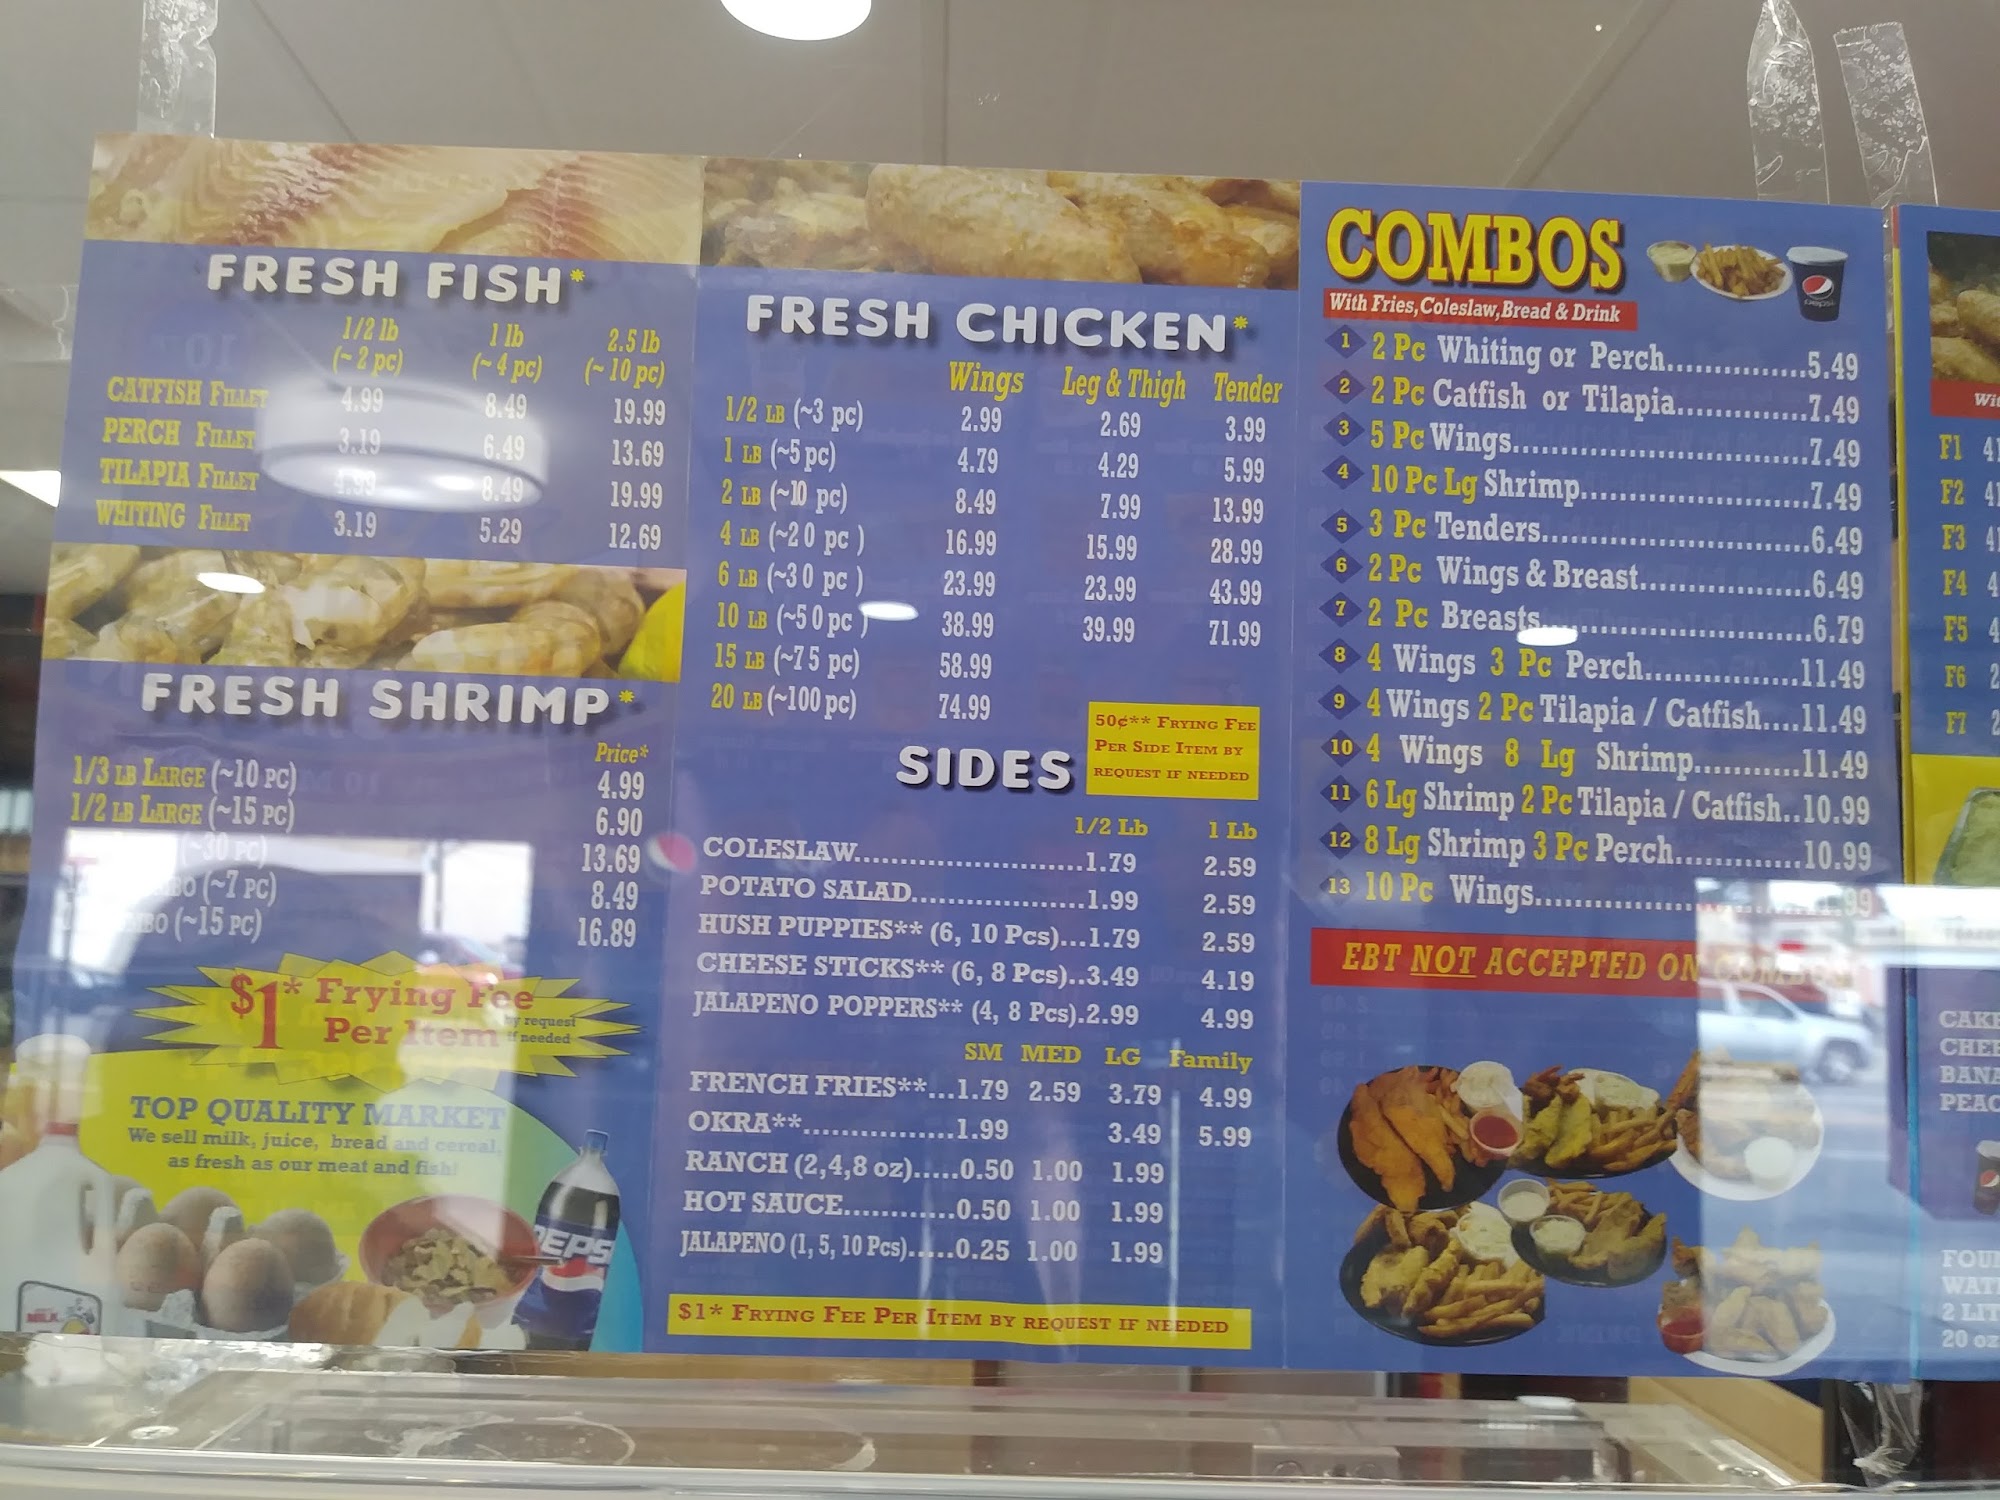 FRESH FISH*
1/2 lb 1 lb 2.5 lb
(~ 2 pc) (~ 4 pc) (~ 10 pc)
CATFISH FILLET 4.99 8.49 19.99
PERCH FILLET 3.19 6.49 13.69
TILAPIA FILLET 4.99 8.49 19.99
WHITING FILLET 3.19 5.29 12.69
FRESH SHRIMP*
Price*
1/3 LB LARGE (~10 PC) 4.99
1/2 LB LARGE (~15 PC) 6.90
(~30 PC) 13.69
(~7 PC) 8.49
(~15 PC) 16.89
$1* Frying Fee
Per Item by request
if needed
TOP QUALITY MARKET
We sell milk, juice, bread and cereal,
as fresh as our meat and fish!
MILK
PEPSI
FRESH CHICKEN*
Wings Leg & Thigh Tender
1/2 LB (~3 pc) 2.99 2.69 3.99
1 LB (~5 pc) 4.79 4.29 5.99
2 LB (~10 pc) 8.49 7.99 13.99
4 LB (~20 pc ) 16.99 15.99 28.99
6 LB (~30 pc ) 23.99 23.99 43.99
10 LB (~50 pc ) 38.99 39.99 71.99
15 LB (~75 pc) 58.99
20 LB (~100 pc) 74.99
50¢** FRYING FEE
PER SIDE ITEM BY
REQUEST IF NEEDED
SIDES
1/2 Lb 1 Lb
COLESLAW.........................1.79 2.59
POTATO SALAD...................1.99 2.59
HUSH PUPPIES** (6, 10 Pcs)...1.79 2.59
CHEESE STICKS** (6, 8 Pcs)..3.49 4.19
JALAPENO POPPERS** (4, 8 Pcs).2.99 4.99
SM MED LG Family
FRENCH FRIES**...1.79 2.59 3.79 4.99
OKRA**.................1.99 3.49 5.99
RANCH (2,4,8 oz).....0.50 1.00 1.99
HOT SAUCE............0.50 1.00 1.99
JALAPENO (1, 5, 10 Pcs).....0.25 1.00 1.99
$1* FRYING FEE PER ITEM BY REQUEST IF NEEDED
COMBOS
With Fries, Coleslaw, Bread & Drink
1 2 Pc Whiting or Perch...............5.49
2 2 Pc Catfish or Tilapia..............7.49
3 5 Pc Wings................................7.49
4 10 Pc Lg Shrimp.........................7.49
5 3 Pc Tenders.............................6.49
6 2 Pc Wings & Breast..................6.49
7 2 Pc Breasts.............................6.79
8 4 Wings 3 Pc Perch.................11.49
9 4 Wings 2 Pc Tilapia / Catfish....11.49
10 4 Wings 8 Lg Shrimp...........11.49
11 6 Lg Shrimp 2 Pc Tilapia / Catfish..10.99
12 8 Lg Shrimp 3 Pc Perch..............10.99
13 10 Pc Wings
EBT NOT ACCEPTED ON COMBOS
F1
F2
F3
F4
F5
F6
F7
2 LIT
20 oz